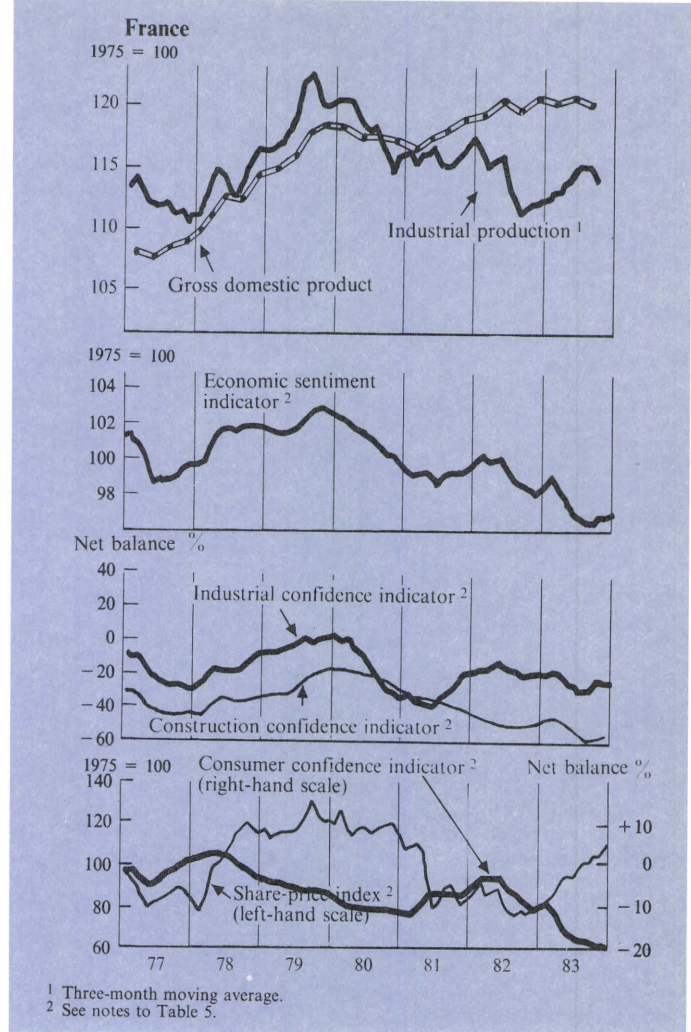 France
1975 = 100
120
115
110
105
Industrial production 1
Gross domestic product
1975 = 100
104
102
100
98
Economic sentiment
indicator 2
Net balance %
40
20
0
−20
−40
−60
Industrial confidence indicator 2
Construction confidence indicator 2
1975 = 100
Consumer confidence indicator 2
(right-hand scale)
Net balance %
140
120
100
80
60
+10
0
−10
−20
Share-price index 2
(left-hand scale)
77 78 79 80 81 82 83
1 Three-month moving average.
2 See notes to Table 5.